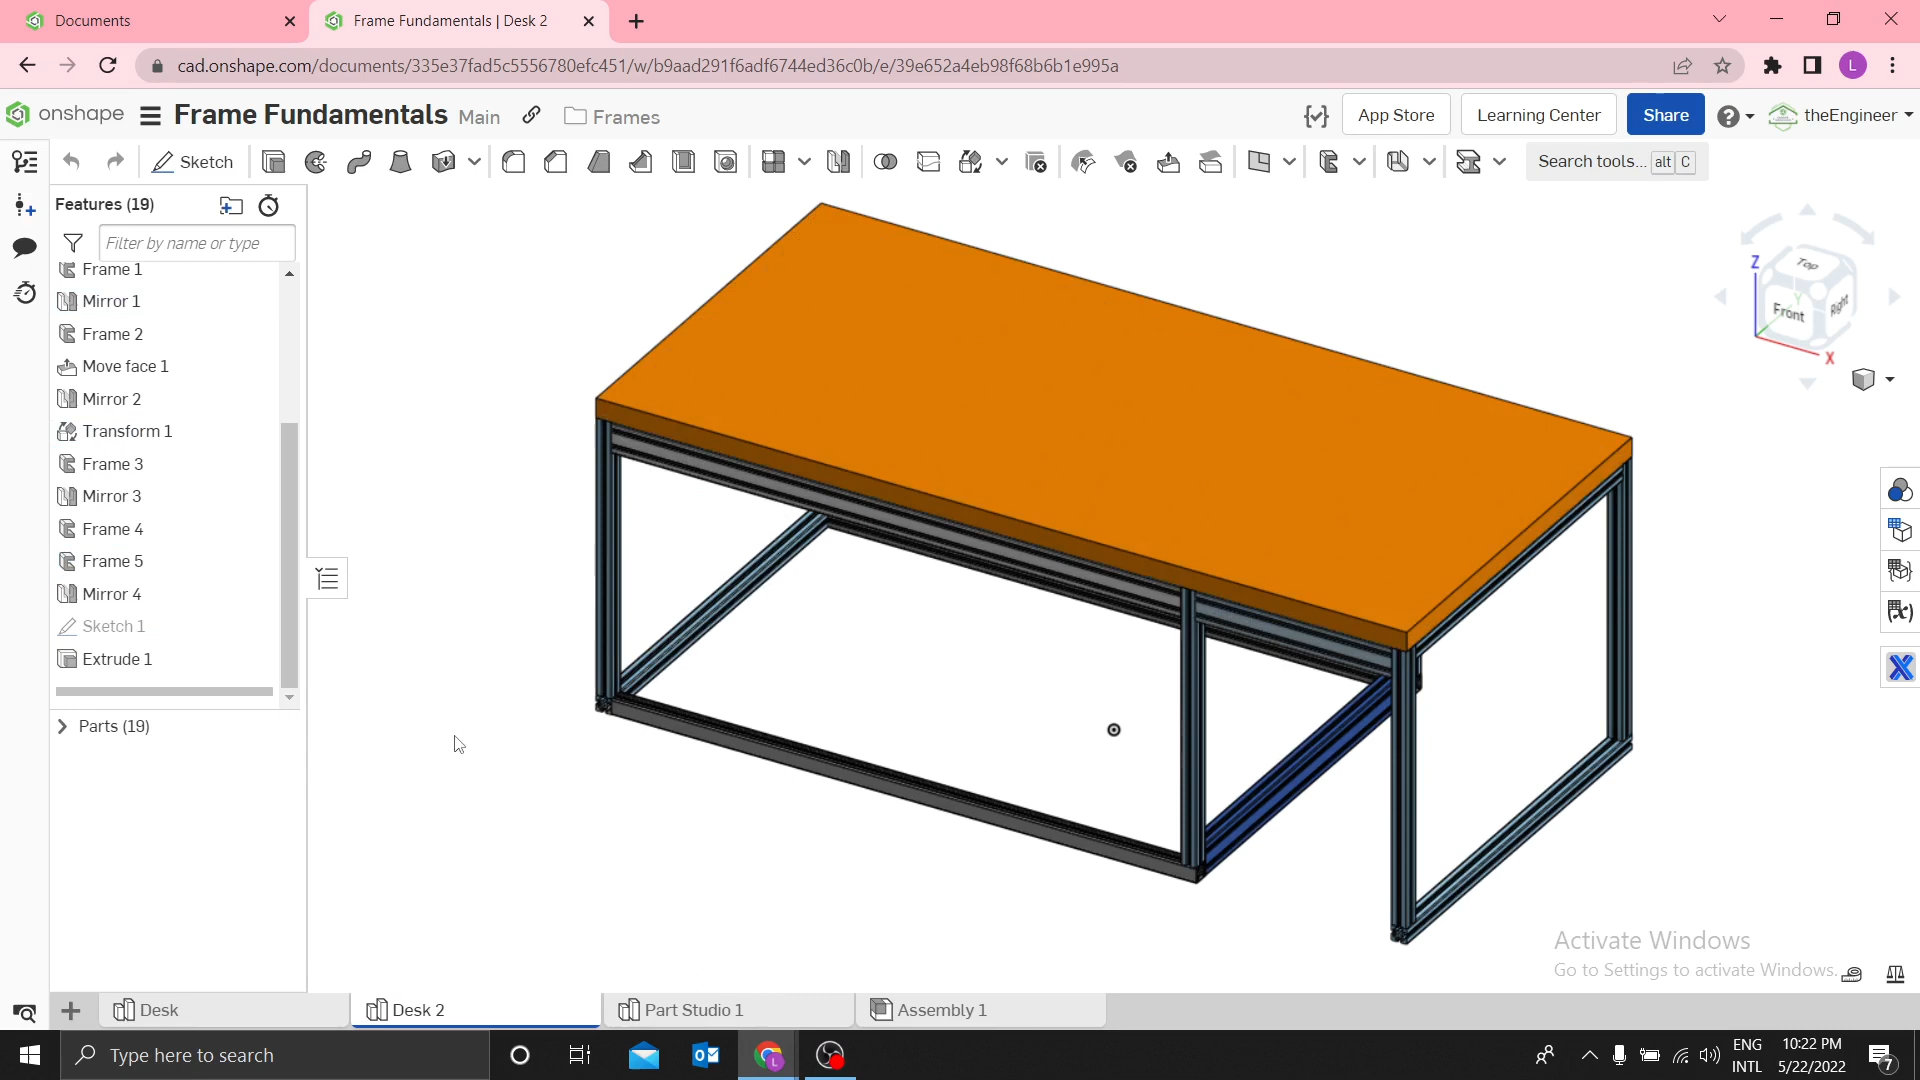 Documents
Frame Fundamentals | Desk 2
cad.onshape.com/documents/335e37fad5c5556780efc451/w/b9aad291f6adf6744ed36c0b/e/39e652a4eb98f68b6b1e995a
L
onshape
Frame Fundamentals
Main
Frames
App Store
Learning Center
Share
theEngineer
Sketch
Search tools...
alt
C
Features (19)
Filter by name or type
Frame 1
Mirror 1
Frame 2
Move face 1
Mirror 2
Transform 1
Frame 3
Mirror 3
Frame 4
Frame 5
Mirror 4
Sketch 1
Extrude 1
Parts (19)
Z
Top
Y
Front
Right
X
Activate Windows
Go to Settings to activate Windows.
Desk
Desk 2
Part Studio 1
Assembly 1
Type here to search
L
ENG
INTL
10:22 PM
5/22/2022
7